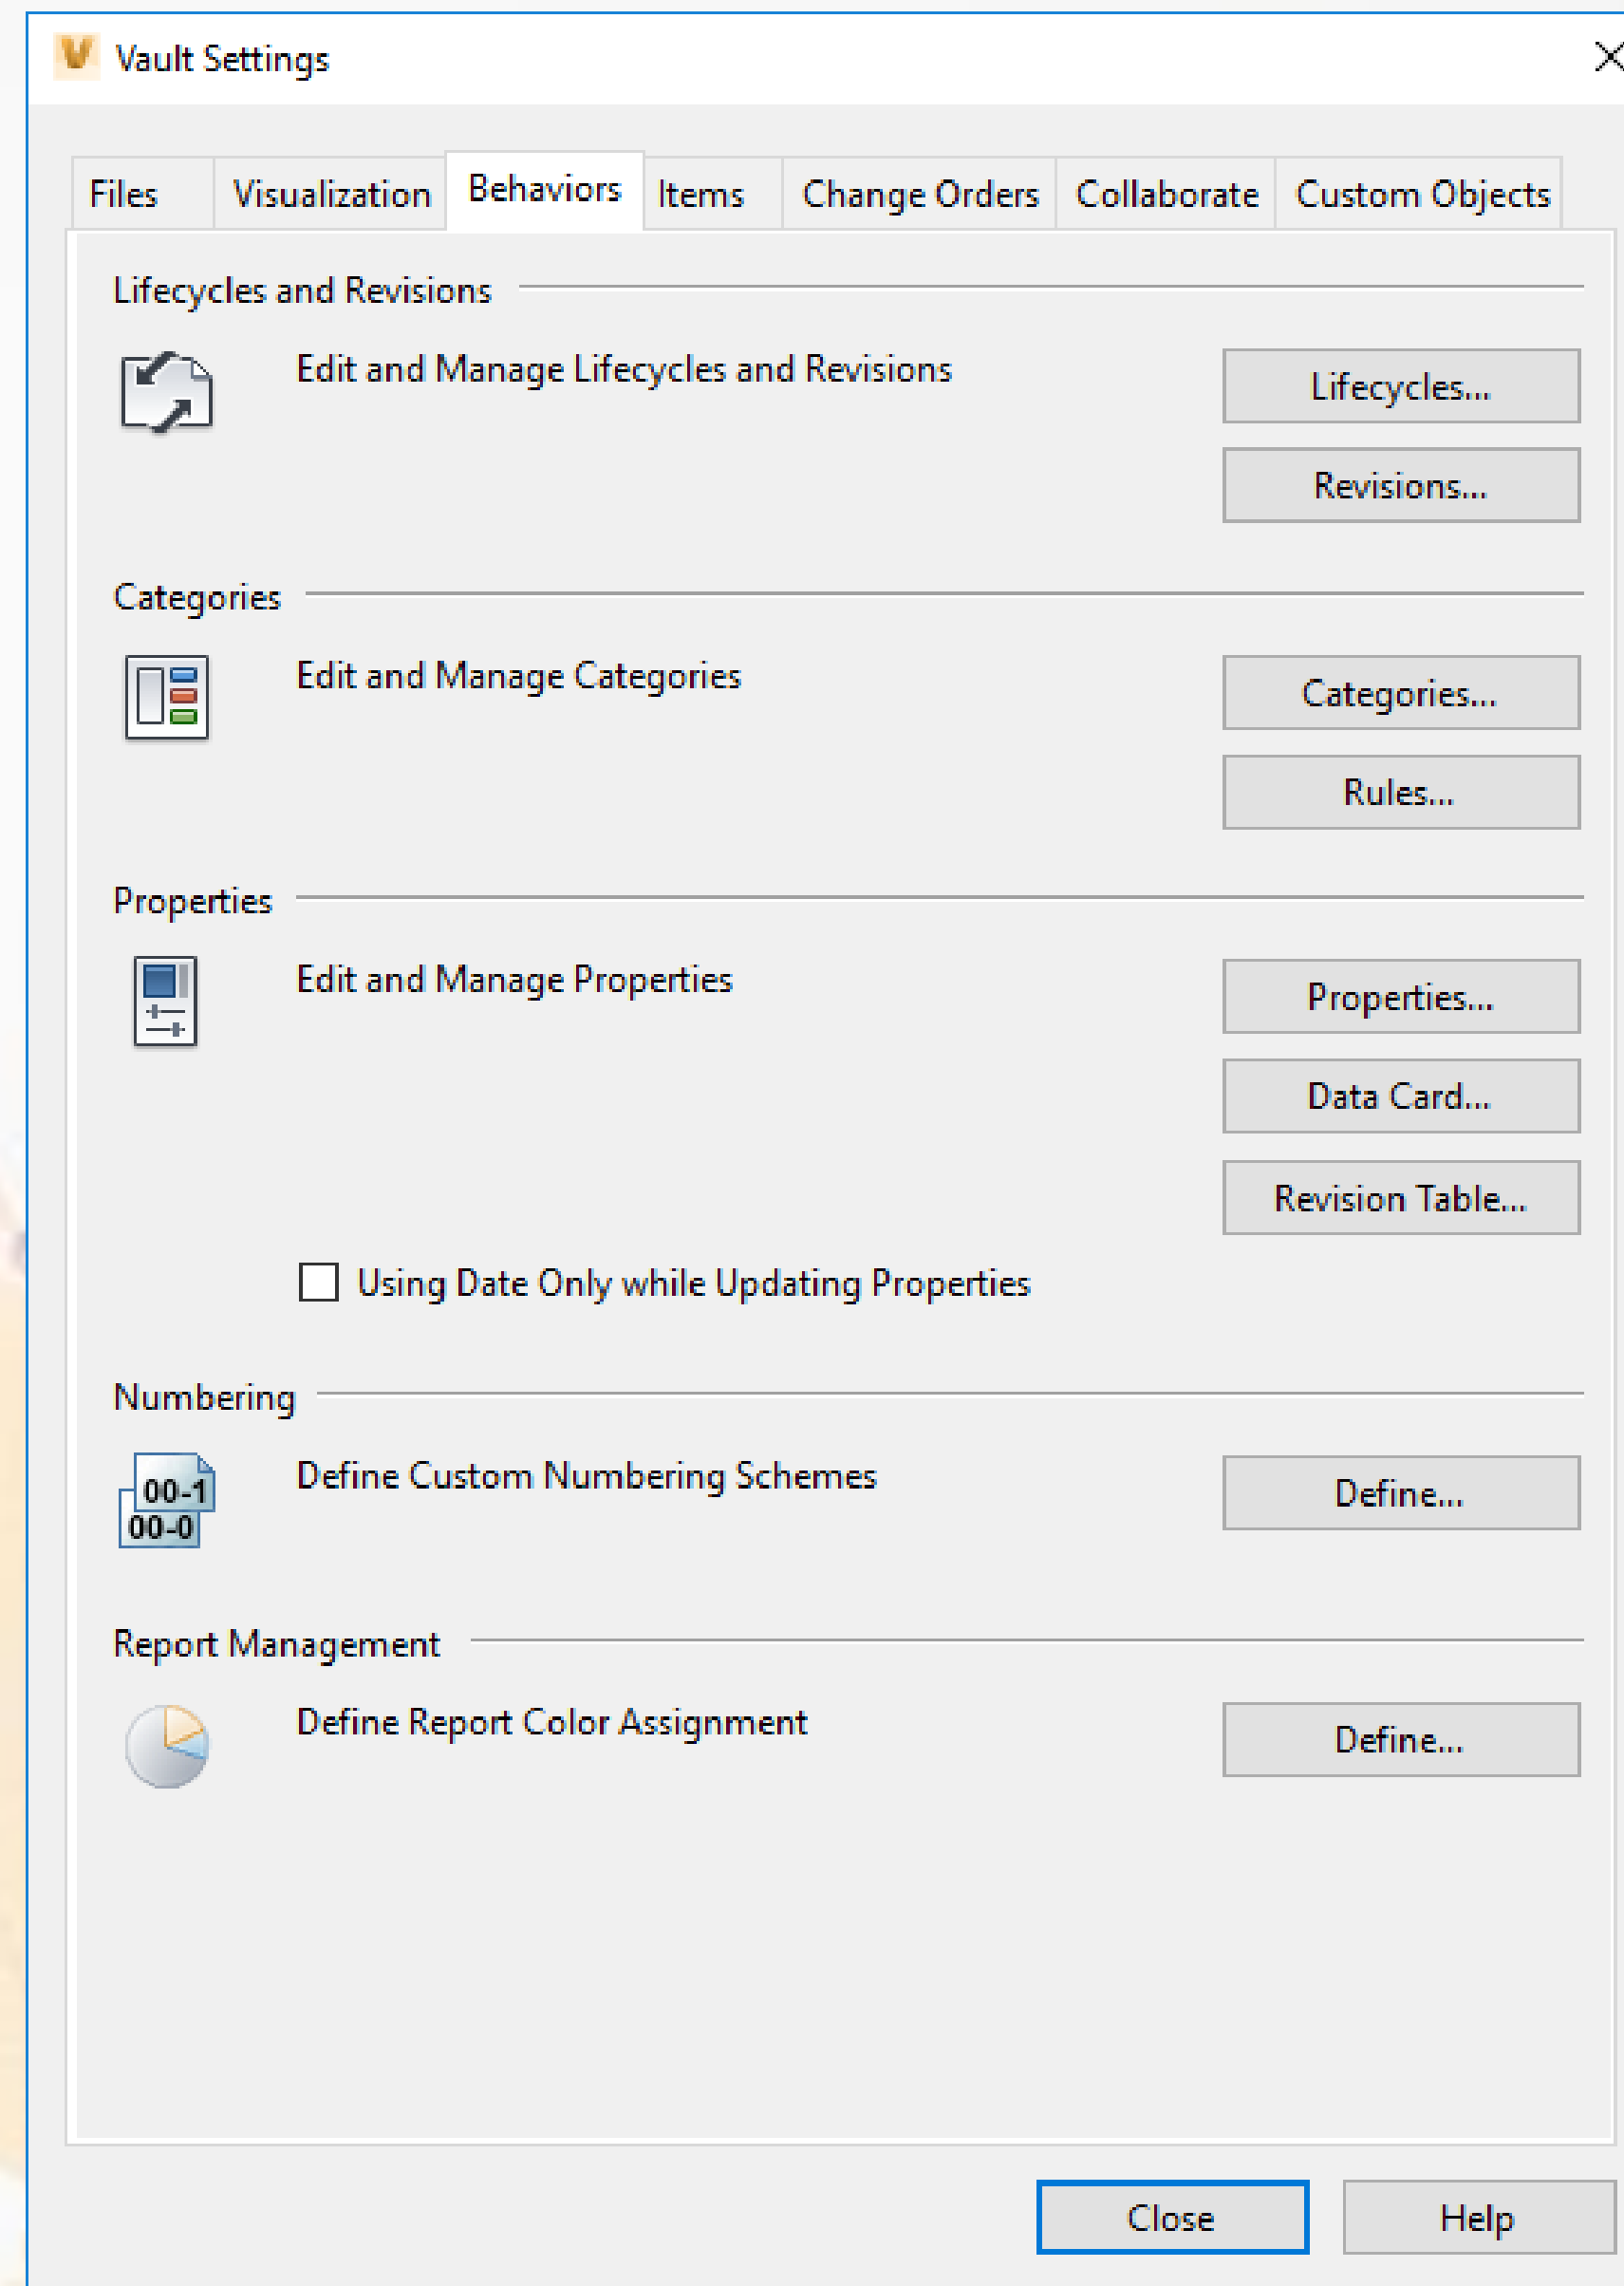 Vault Settings
Files Visualization Behaviors Items Change Orders Collaborate Custom Objects
Lifecycles and Revisions
Edit and Manage Lifecycles and Revisions
Lifecycles...
Revisions...
Categories
Edit and Manage Categories
Categories...
Rules...
Properties
Edit and Manage Properties
Properties...
Data Card...
Revision Table...
Using Date Only while Updating Properties
Numbering
00-1
00-0
Define Custom Numbering Schemes
Define...
Report Management
Define Report Color Assignment
Define...
Close Help